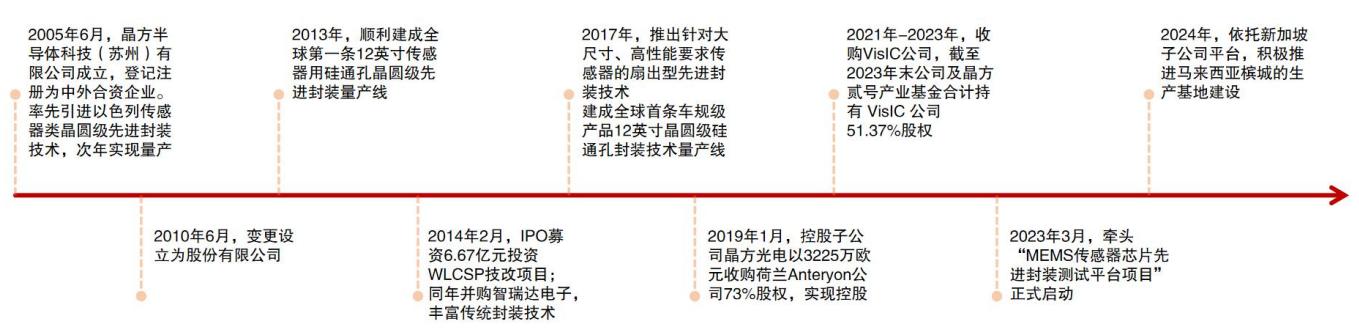 2005年6月，晶方半
导体科技（苏州）有
限公司成立，登记注
册为中外合资企业。
率先引进以色列传感
器类晶圆级先进封装
技术，次年实现量产
2010年6月，变更设
立为股份有限公司
2013年，顺利建成全
球第一条12英寸传感
器用硅通孔晶圆级先
进封装量产线
2014年2月，IPO募
资6.67亿元投资
WLCSP技改项目；
同年并购智瑞达电子，
丰富传统封装技术
2017年，推出针对大
尺寸、高性能要求传
感器的扇出型先进封
装技术
建成全球首条车规级
产品12英寸晶圆级硅
通孔封装技术量产线
2019年1月，控股子公
司晶方光电以3225万欧
元收购荷兰Anteryon公
司73%股权，实现控股
2021年-2023年，收
购VisIC公司，截至
2023年末公司及晶方
贰号产业基金合计持
有 VisIC 公司
51.37%股权
2023年3月，牵头
“MEMS传感器芯片先
进封装测试平台项目”
正式启动
2024年，依托新加坡
子公司平台，积极推
进马来西亚槟城的生
产基地建设